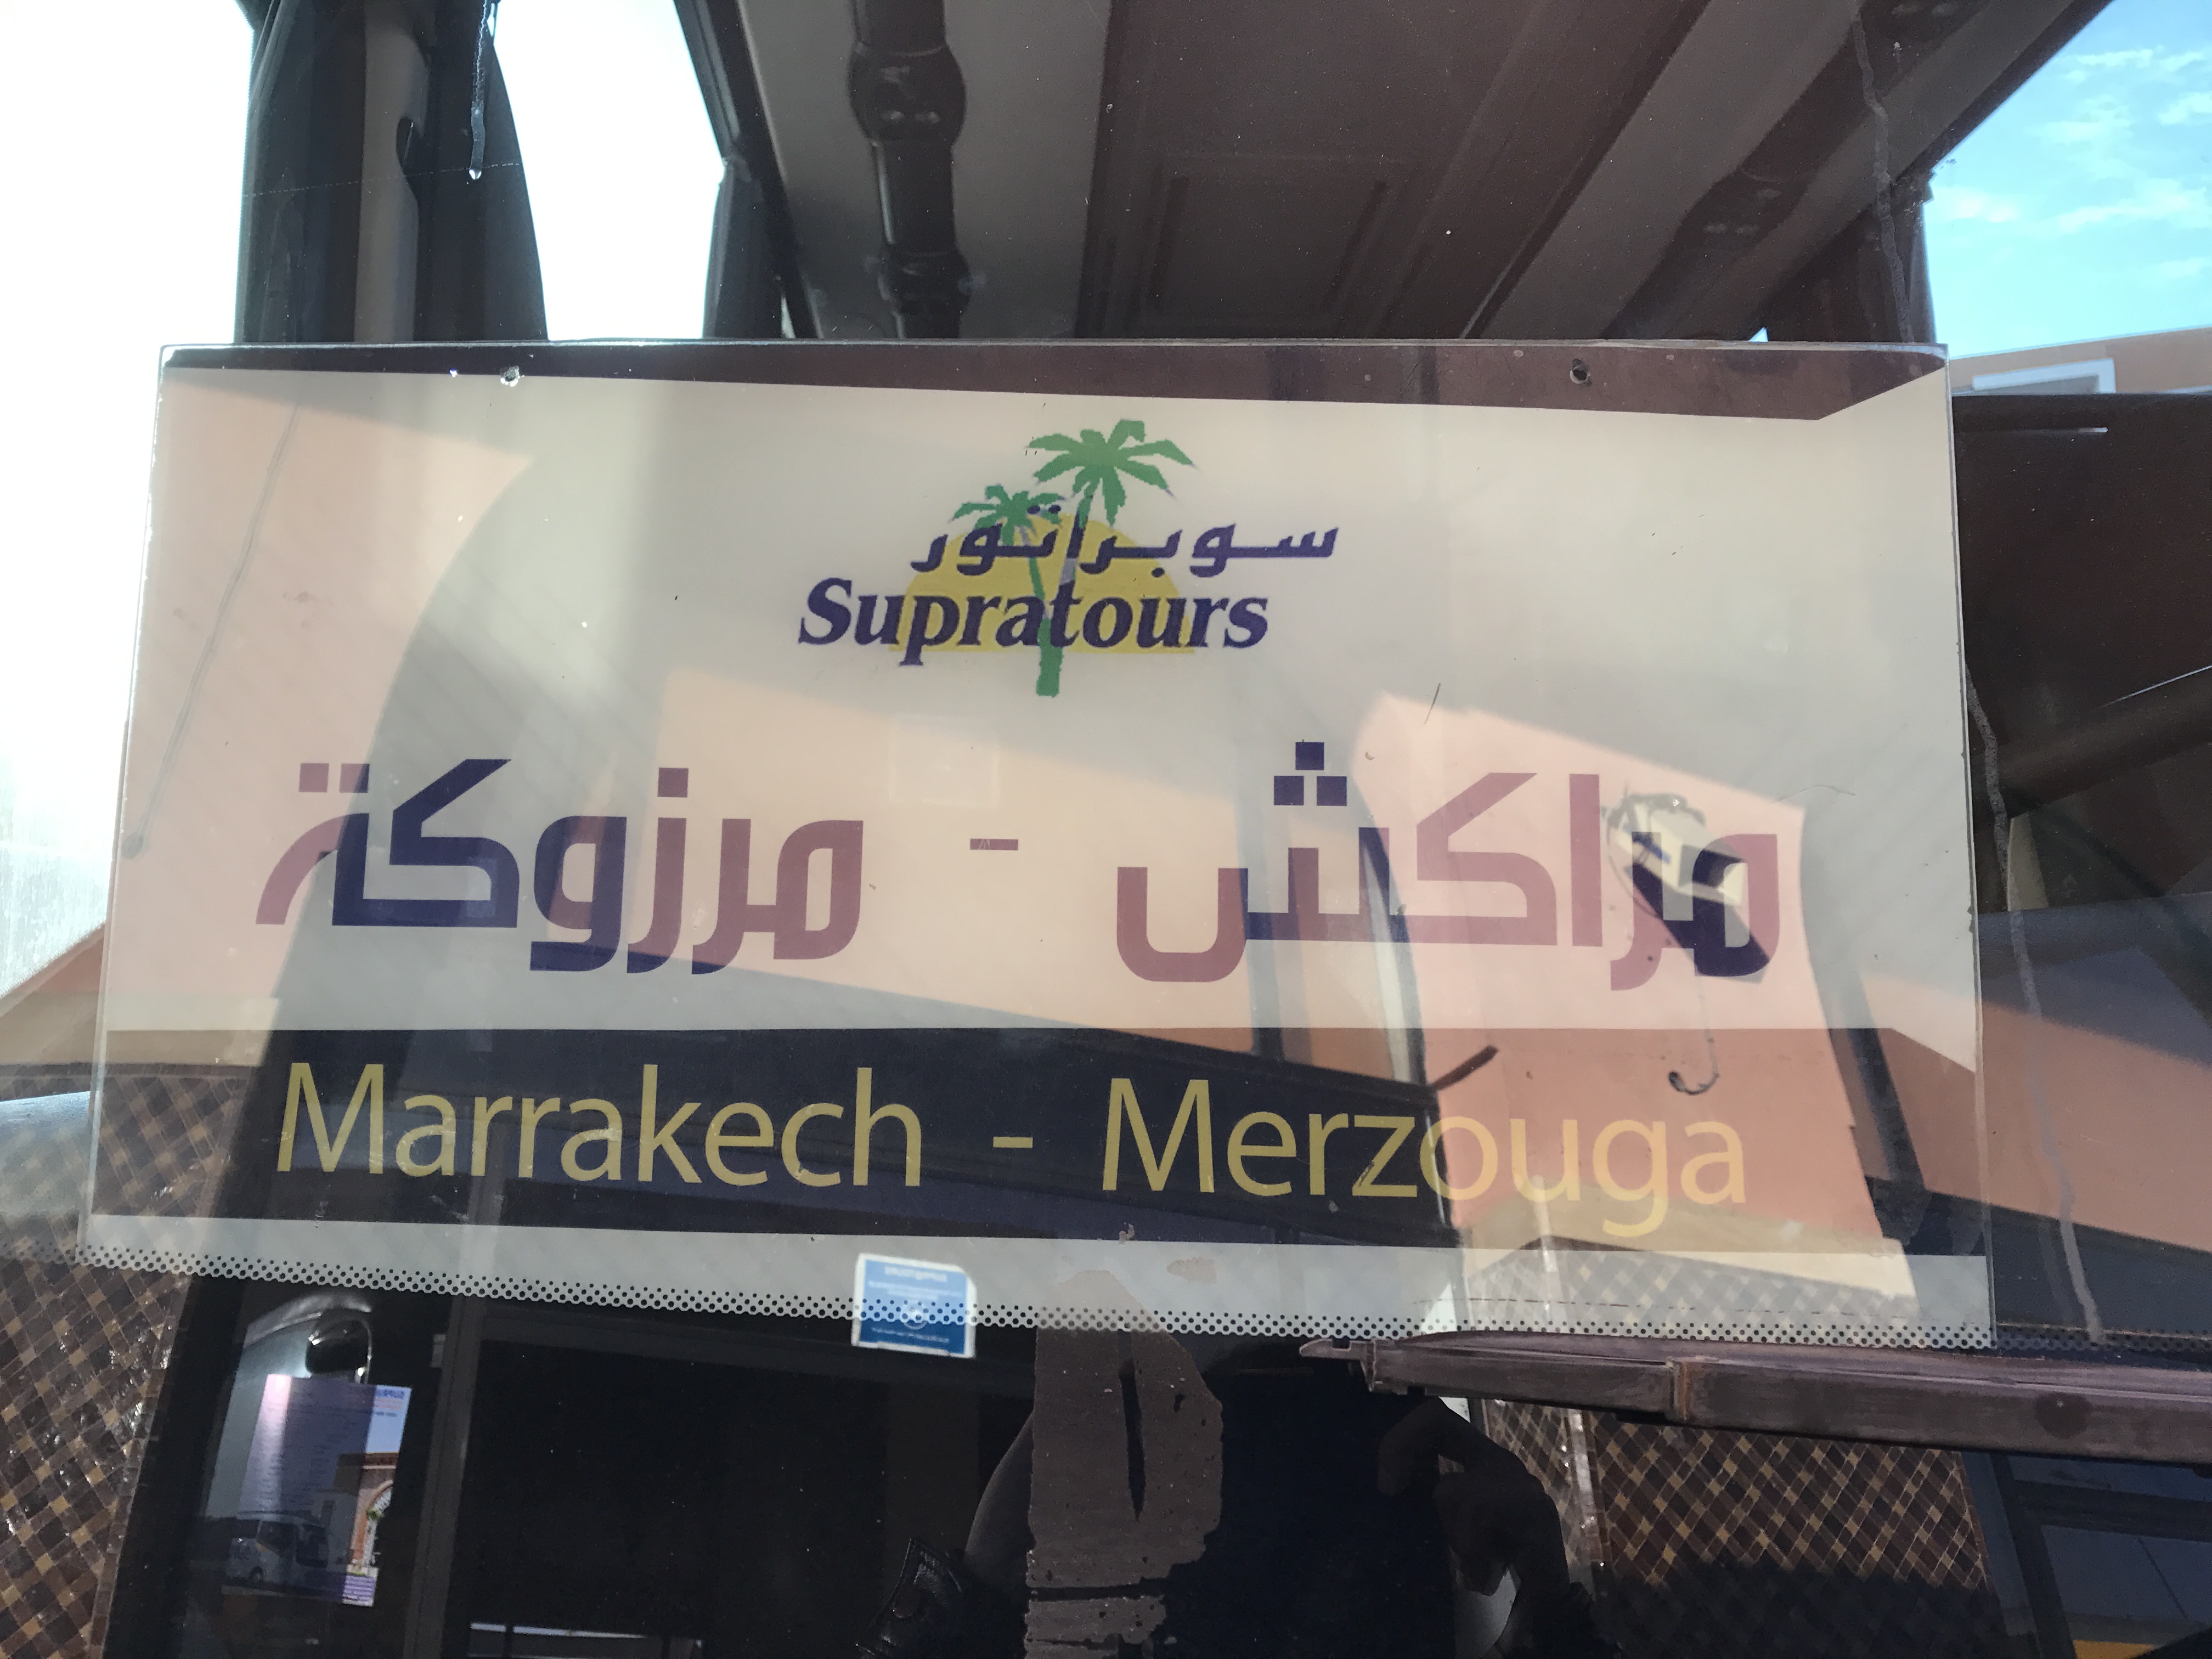 سوبراتور
Supratours
مراكش - مرزوكة
Marrakech - Merzouga